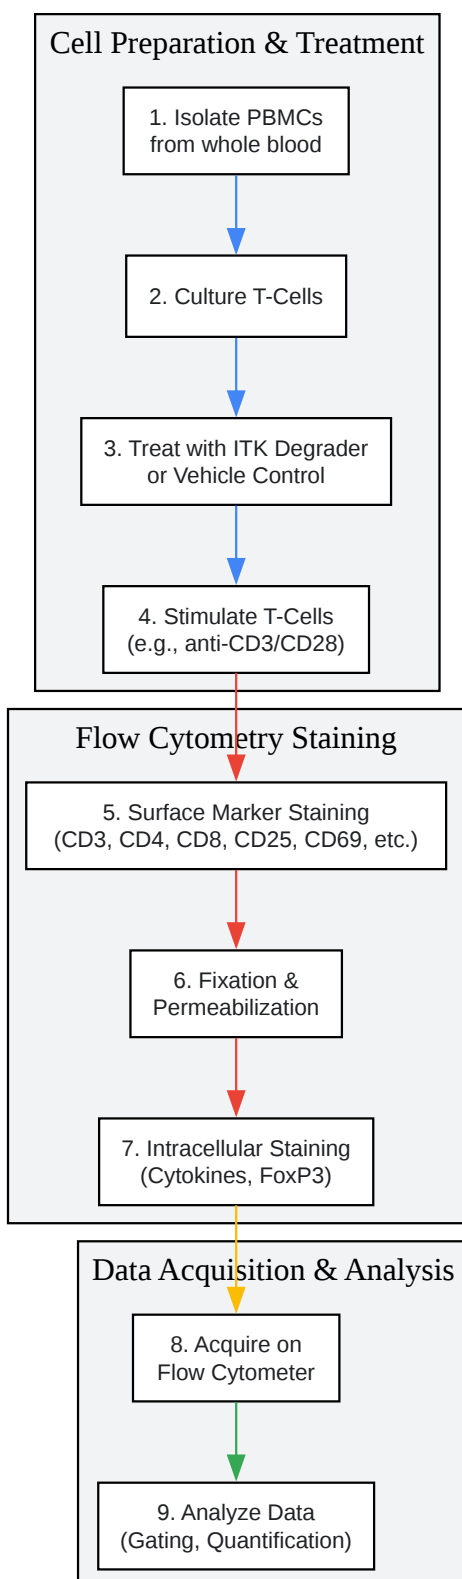 Cell Preparation & Treatment
1. Isolate PBMCs
from whole blood
2. Culture T-Cells
3. Treat with ITK Degrader
or Vehicle Control
4. Stimulate T-Cells
(e.g., anti-CD3/CD28)
Flow Cytometry Staining
5. Surface Marker Staining
(CD3, CD4, CD8, CD25, CD69, etc.)
6. Fixation &
Permeabilization
7. Intracellular Staining
(Cytokines, FoxP3)
Data Acquisition & Analysis
8. Acquire on
Flow Cytometer
9. Analyze Data
(Gating, Quantification)